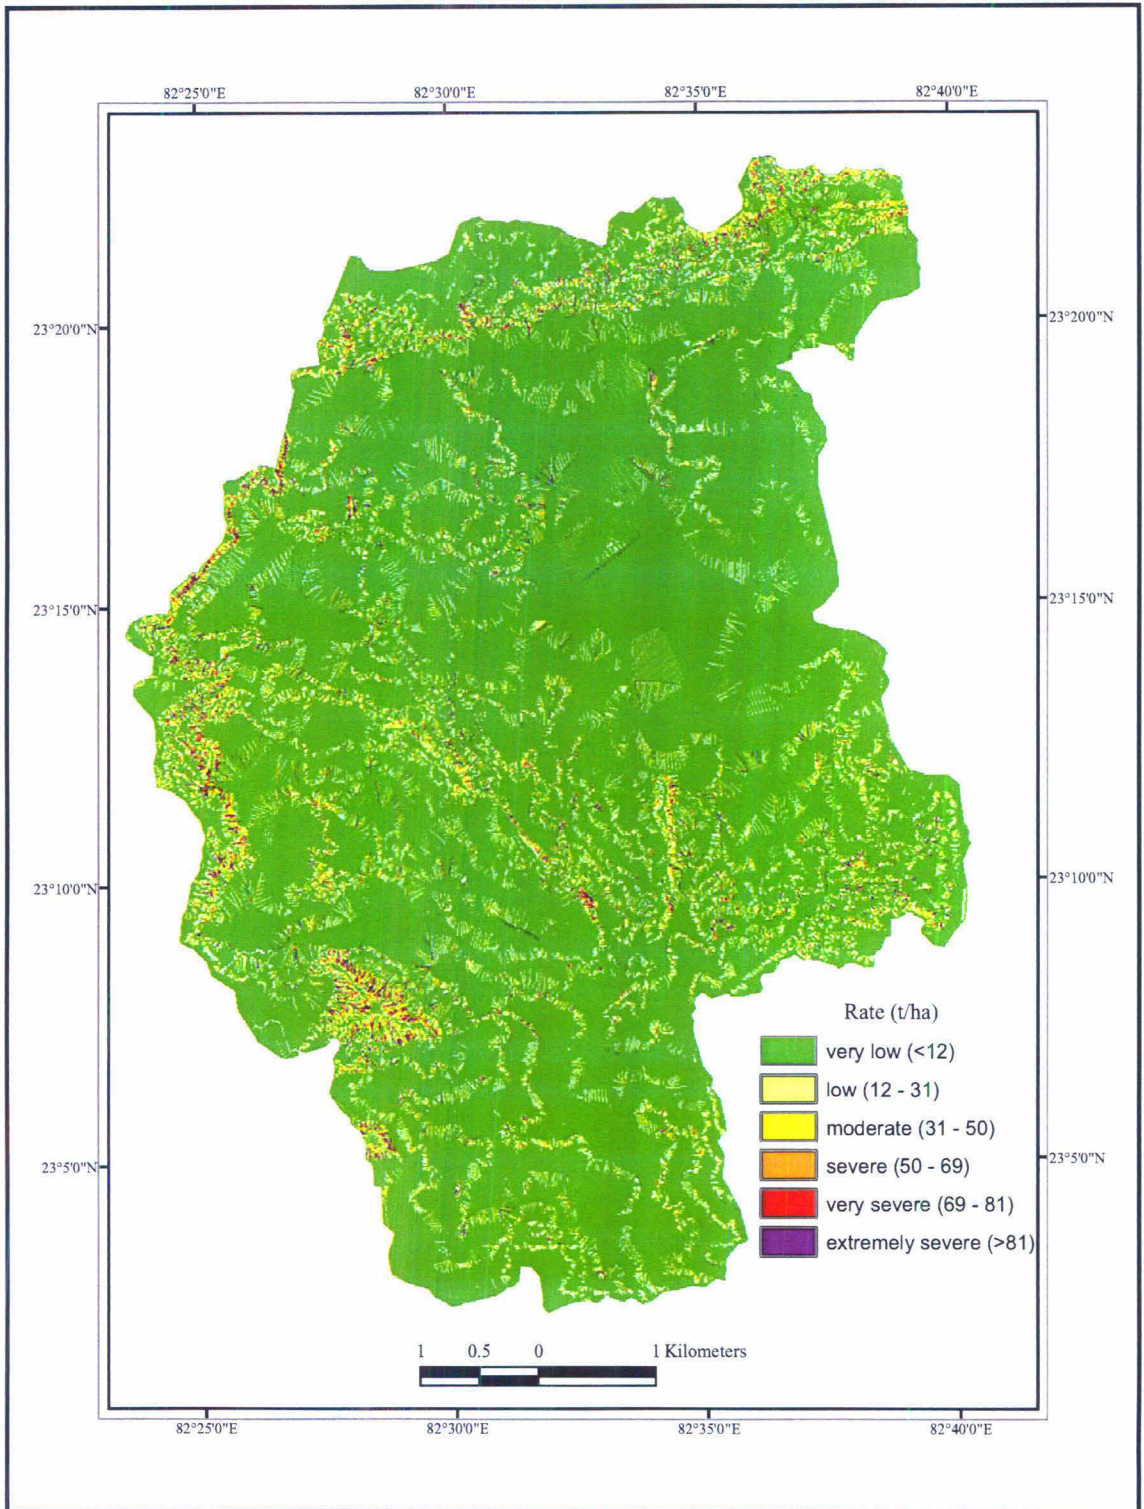 82°25'0"E 82°30'0"E 82°35'0"E 82°40'0"E
23°20'0"N 23°20'0"N
23°15'0"N 23°15'0"N
23°10'0"N 23°10'0"N
Rate (t/ha)
very low (<12)
low (12 - 31)
moderate (31 - 50)
23°5'0"N 23°5'0"N
severe (50 - 69)
very severe (69 - 81)
extremely severe (>81)
1 0.5 0 1 Kilometers
82°25'0"E 82°30'0"E 82°35'0"E 82°40'0"E